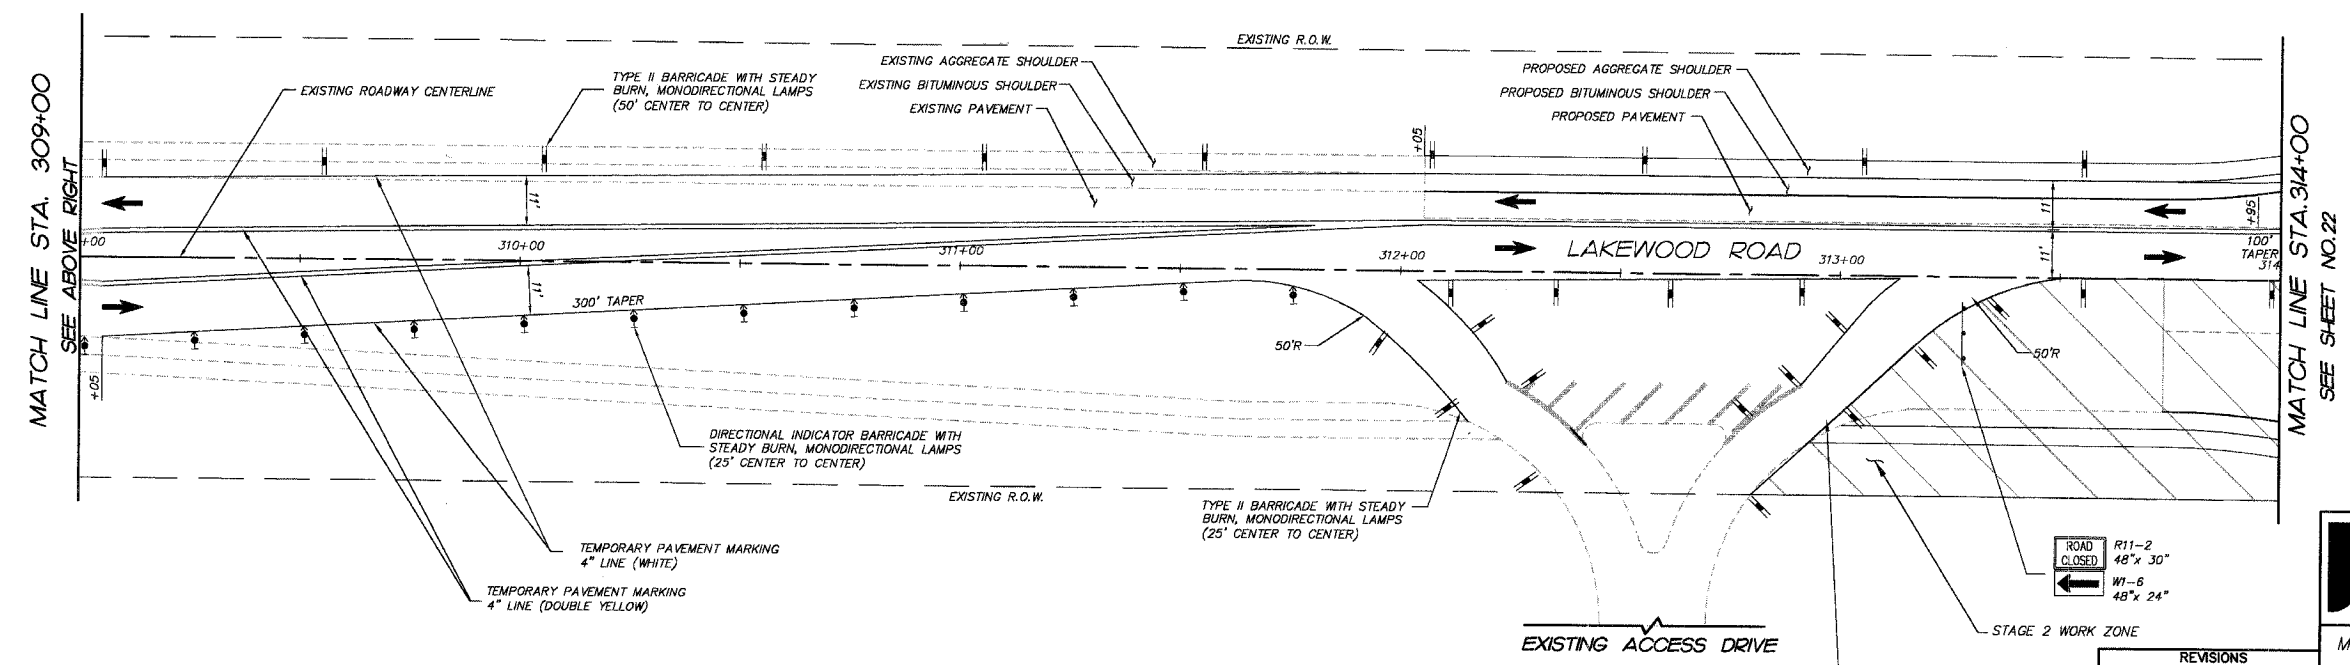 MATCH LINE STA. 309+00
SEE ABOVE RIGHT
EXISTING R.O.W.
EXISTING ROADWAY CENTERLINE
TYPE II BARRICADE WITH STEADY
BURN, MONODIRECTIONAL LAMPS
(50' CENTER TO CENTER)
EXISTING AGGREGATE SHOULDER
EXISTING BITUMINOUS SHOULDER
EXISTING PAVEMENT
PROPOSED AGGREGATE SHOULDER
PROPOSED BITUMINOUS SHOULDER
PROPOSED PAVEMENT
+05
11'
11
+95
+00
310+00
311+00
312+00
LAKEWOOD ROAD
313+00
11'
100'
TAPER
314
11'
300' TAPER
+05
50'R
50'R
MATCH LINE STA.314+00
SEE SHEET NO.22
DIRECTIONAL INDICATOR BARRICADE WITH
STEADY BURN, MONODIRECTIONAL LAMPS
(25' CENTER TO CENTER)
EXISTING R.O.W.
TYPE II BARRICADE WITH STEADY
BURN, MONODIRECTIONAL LAMPS
(25' CENTER TO CENTER)
TEMPORARY PAVEMENT MARKING
4" LINE (WHITE)
TEMPORARY PAVEMENT MARKING
4" LINE (DOUBLE YELLOW)
ROAD CLOSED
R11-2
48"x 30"
W1-6
48"x 24"
STAGE 2 WORK ZONE
EXISTING ACCESS DRIVE
REVISIONS
M